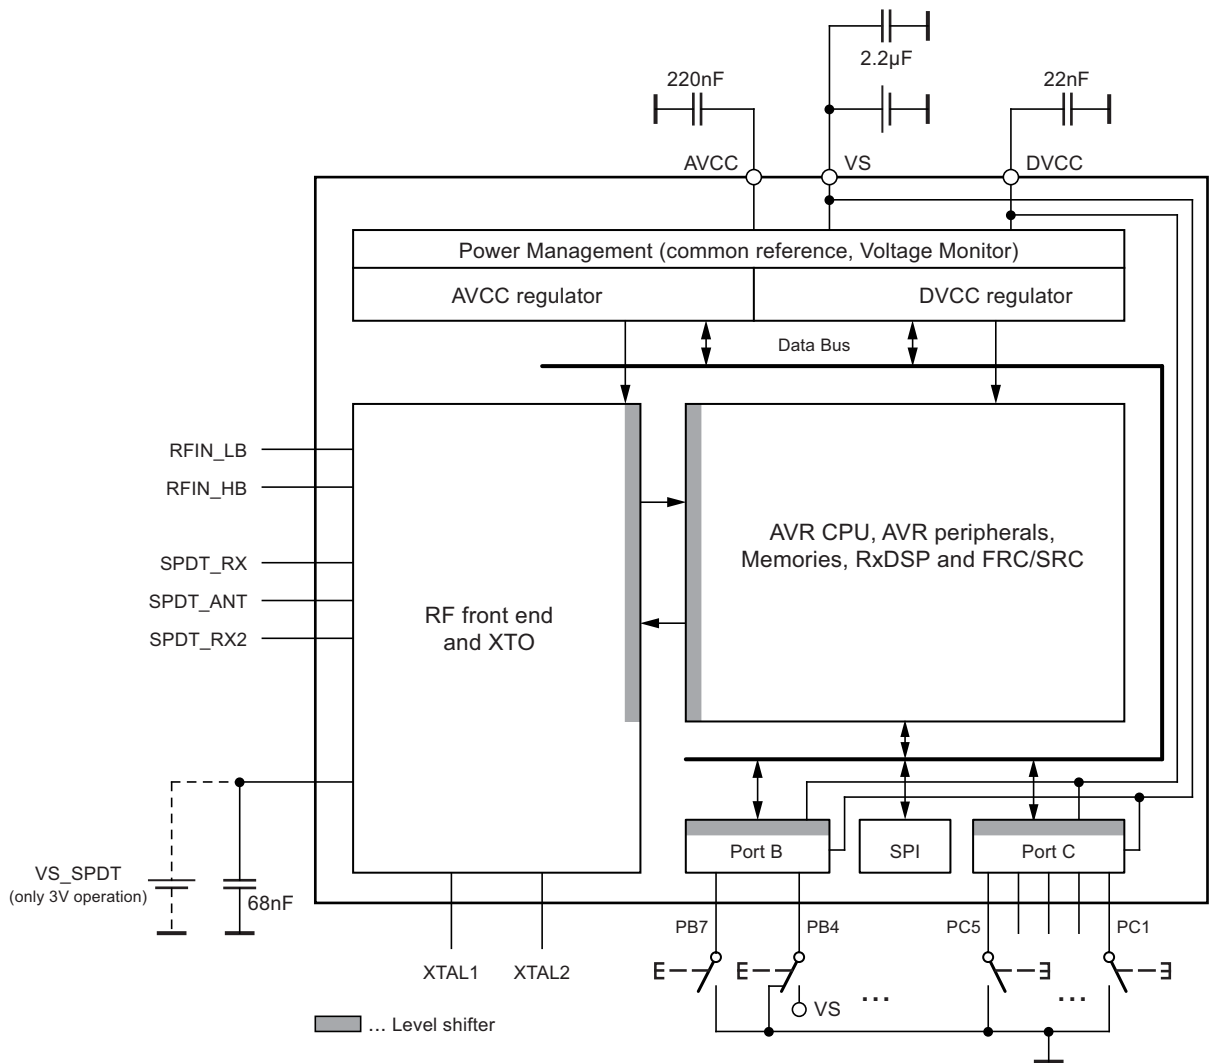 2.2µF
220nF
22nF
AVCC
VS
DVCC
Power Management (common reference, Voltage Monitor)
AVCC regulator
DVCC regulator
Data Bus
RFIN_LB
RFIN_HB
SPDT_RX
SPDT_ANT
SPDT_RX2
RF front end
and XTO
AVR CPU, AVR peripherals,
Memories, RxDSP and FRC/SRC
VS_SPDT
(only 3V operation)
68nF
Port B
SPI
Port C
PB7
PB4
PC5
PC1
XTAL1
XTAL2
VS
...
...
... Level shifter